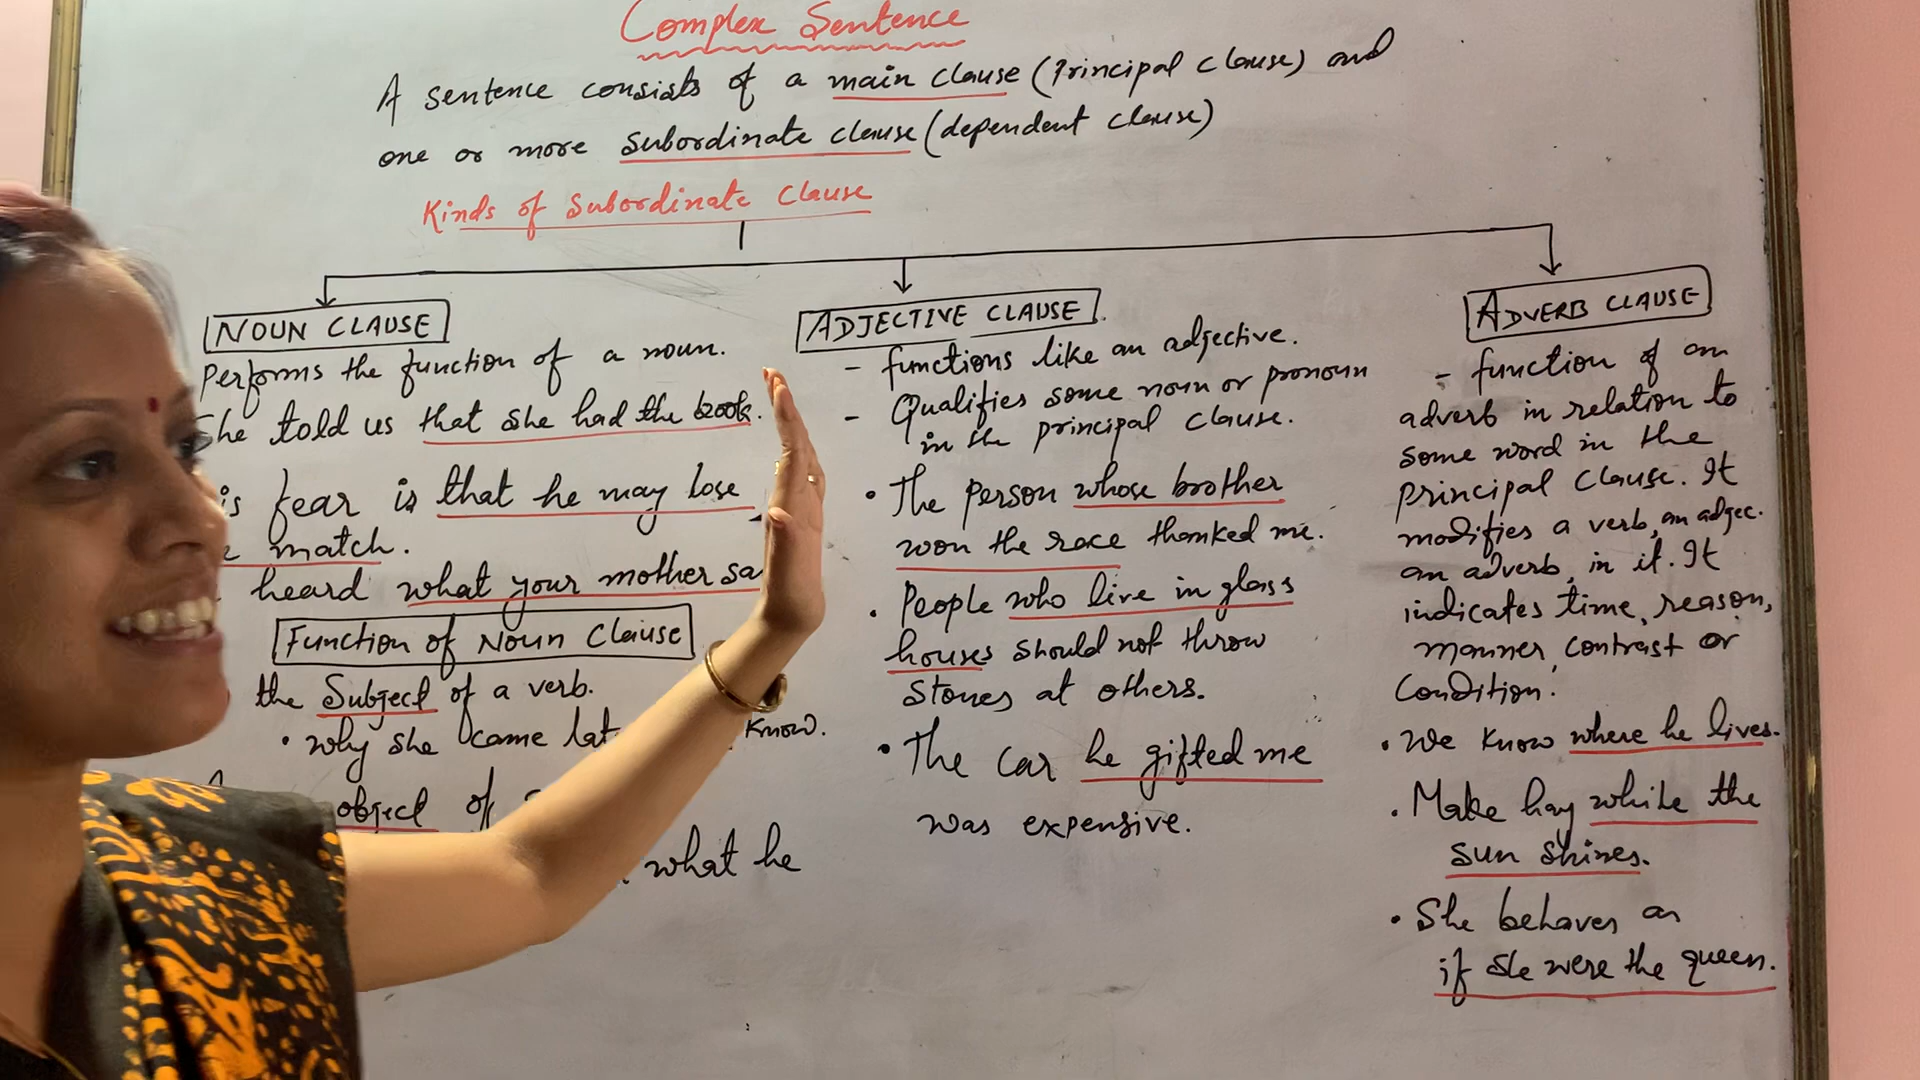 Complex Sentence
A sentence consists of a main clause (Principal clause) and
one or more subordinate clause (dependent clause)
Kinds of Subordinate Clause
NOUN CLAUSE
Performs the function of a noun.
She told us that she had the book.
is fear is that he may lose
match.
heard what your mother sa
Function of Noun Clause
the Subject of a verb.
• why she came lat know.
object of
what he
ADJECTIVE CLAUSE
- functions like an adjective.
- Qualifies some noun or pronoun
in the principal clause.
• The person whose brother
won the race thanked me.
• People who live in glass
houses should not throw
stones at others.
• The car he gifted me
was expensive.
ADVERB CLAUSE
- function of an
adverb in relation to
some word in the
principal clause. It
modifies a verb, an adjec.
an adverb, in it. It
indicates time, reason,
manner, contrast or
condition.
• We know where he lives.
• Make hay while the
sun shines.
• She behaves as
if she were the queen.